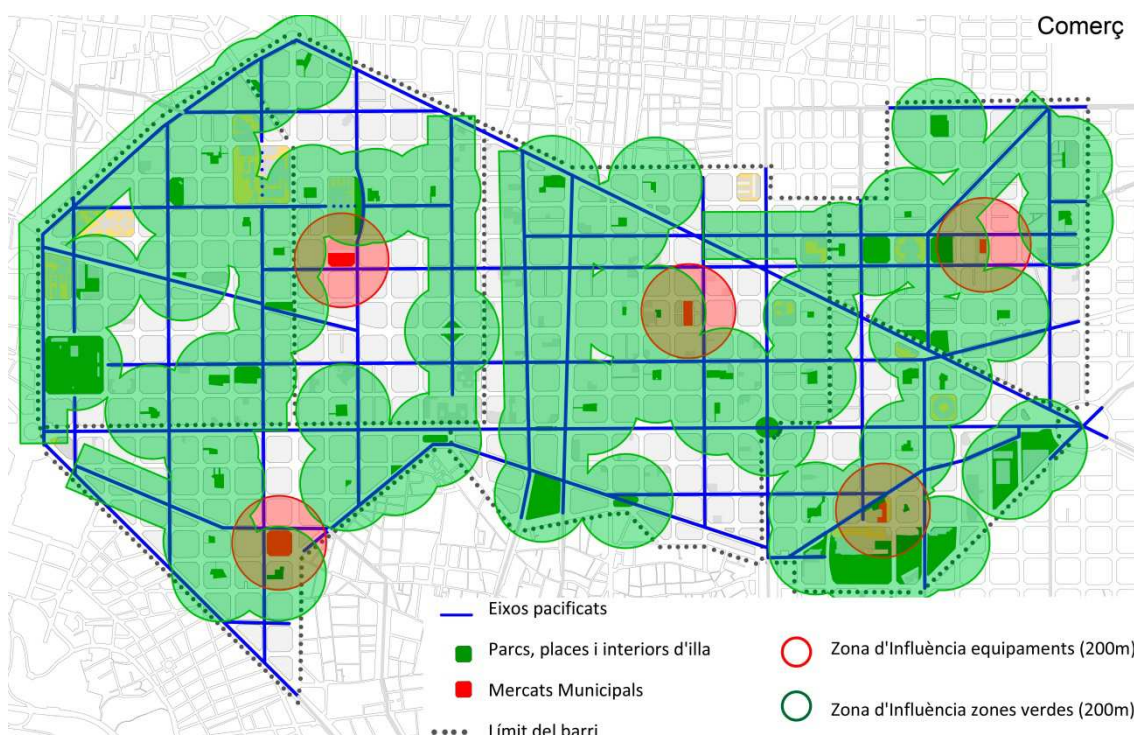 Comerç
Eixos pacificats
Parcs, places i interiors d'illa
Mercats Municipals
Límit del barri
Zona d'Influència equipaments (200m)
Zona d'Influència zones verdes (200m)